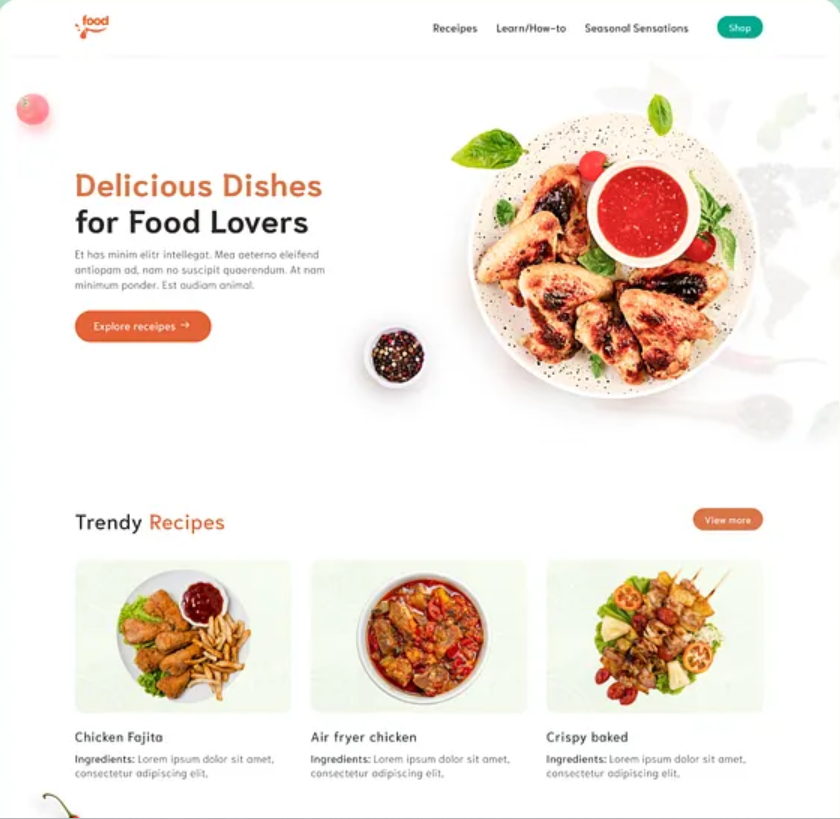 food
Receipes Learn/How-to Seasonal Sensations Shop
Delicious Dishes
for Food Lovers
Et has minim elitr intellegat. Mea aeterno eleifend
antiopam ad, nam no suscipit quaerendum. At nam
minimum ponder. Est audiam animal.
Explore receipes →
Trendy Recipes
View more
Chicken Fajita
Ingredients: Lorem ipsum dolor sit amet,
consectetur adipiscing elit,
Air fryer chicken
Ingredients: Lorem ipsum dolor sit amet,
consectetur adipiscing elit,
Crispy baked
Ingredients: Lorem ipsum dolor sit amet,
consectetur adipiscing elit,